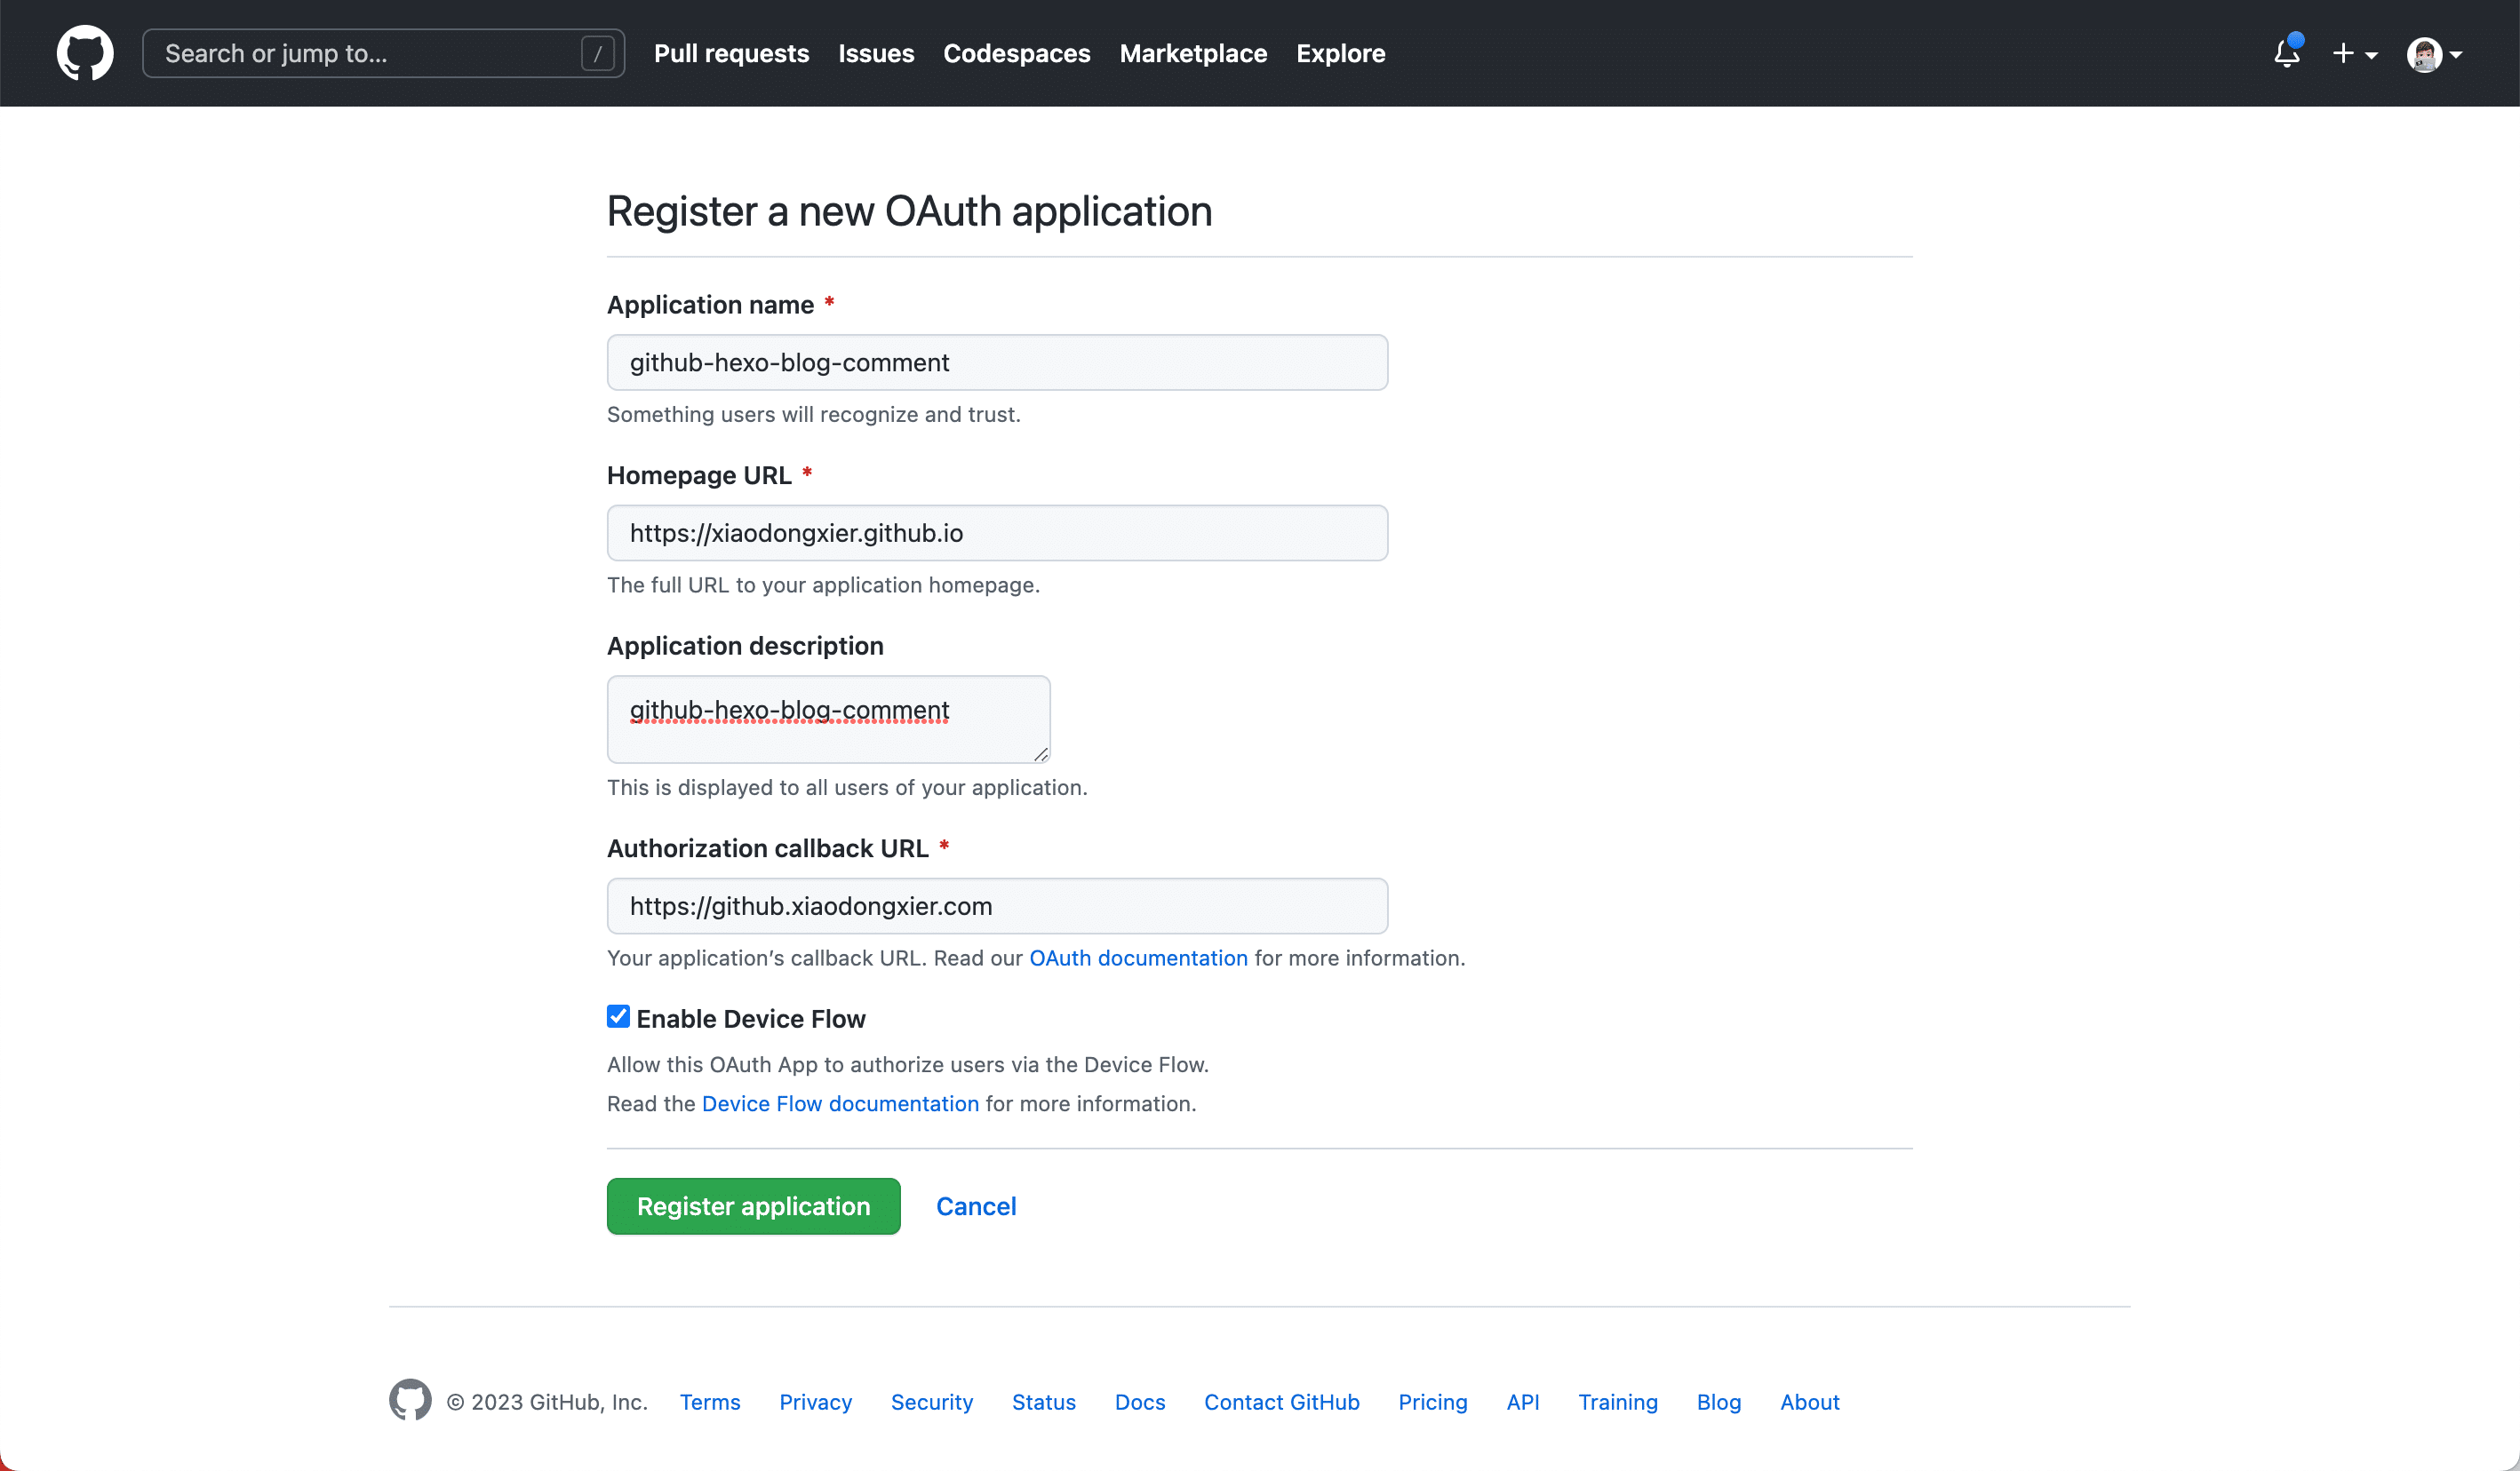 Search or jump to... /
Pull requests Issues Codespaces Marketplace Explore
Register a new OAuth application
Application name *
github-hexo-blog-comment
Something users will recognize and trust.
Homepage URL *
https://xiaodongxier.github.io
The full URL to your application homepage.
Application description
github-hexo-blog-comment
This is displayed to all users of your application.
Authorization callback URL *
https://github.xiaodongxier.com
Your application’s callback URL. Read our OAuth documentation for more information.
Enable Device Flow
Allow this OAuth App to authorize users via the Device Flow.
Read the Device Flow documentation for more information.
Register application Cancel
© 2023 GitHub, Inc. Terms Privacy Security Status Docs Contact GitHub Pricing API Training Blog About